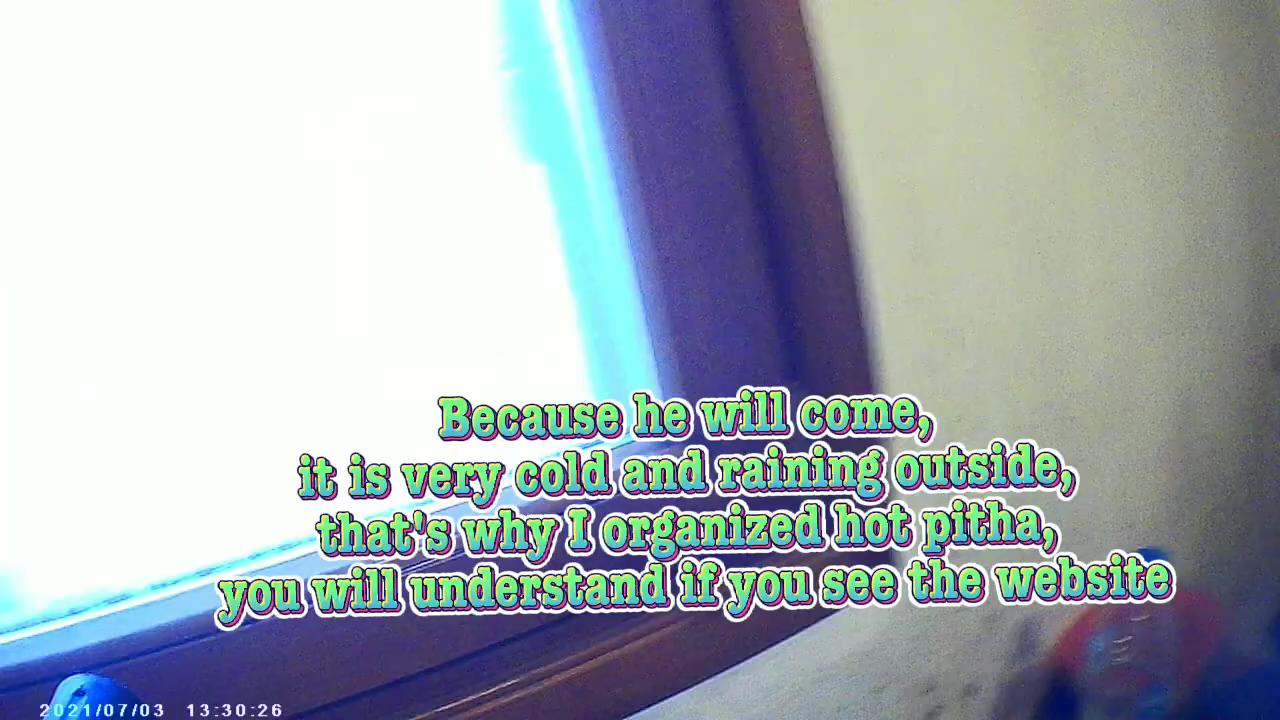 Because he will come,
it is very cold and raining outside,
that's why I organized hot pitha,
you will understand if you see the website
2021/07/03 13:30:26